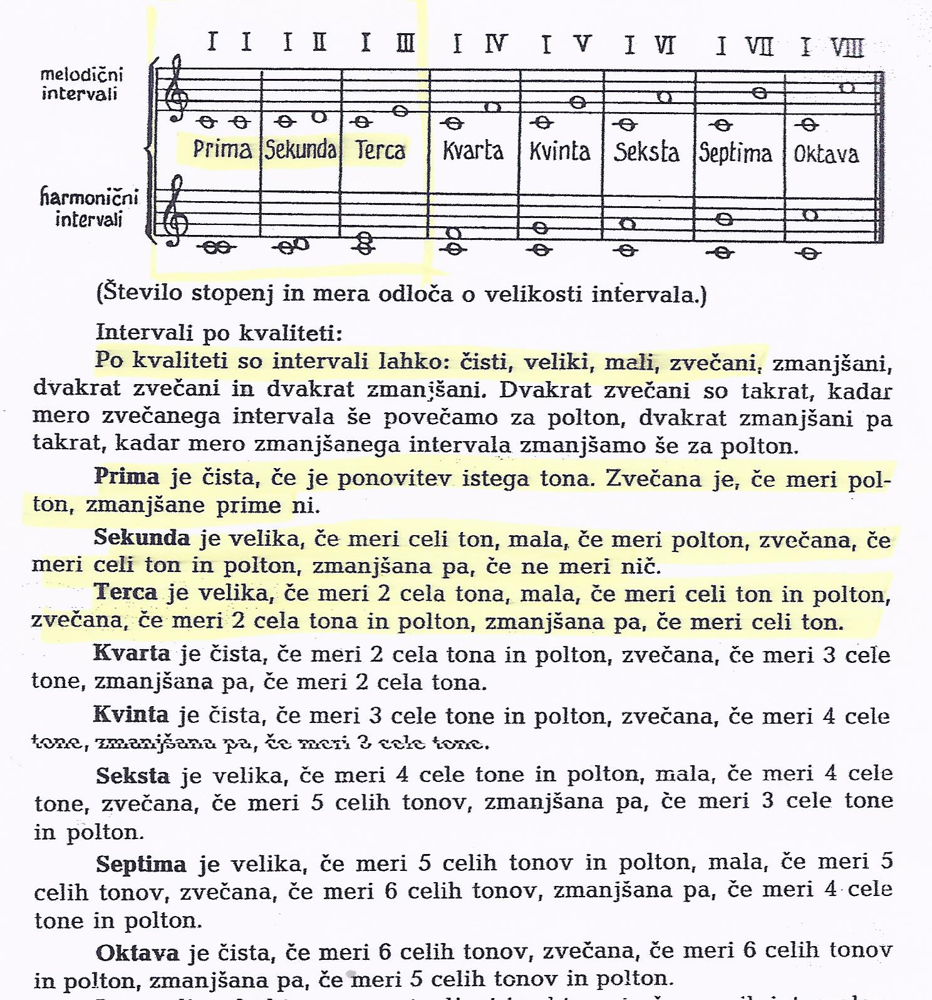 I I I II I III I IV I V I VI I VII I VIII
melodični
intervali
Prima Sekunda Terca Kvarta Kvinta Seksta Septima Oktava
harmonični
intervali
(Število stopenj in mera odloča o velikosti intervala.)
Intervali po kvaliteti:
Po kvaliteti so intervali lahko: čisti, veliki, mali, zvečani, zmanjšani,
dvakrat zvečani in dvakrat zmanjšani. Dvakrat zvečani so takrat, kadar
mero zvečanega intervala še povečamo za polton, dvakrat zmanjšani pa
takrat, kadar mero zmanjšanega intervala zmanjšamo še za polton.
Prima je čista, če je ponovitev istega tona. Zvečana je, če meri pol-
ton, zmanjšane prime ni.
Sekunda je velika, če meri celi ton, mala, če meri polton, zvečana, če
meri celi ton in polton, zmanjšana pa, če ne meri nič.
Terca je velika, če meri 2 cela tona, mala, če meri celi ton in polton,
zvečana, če meri 2 cela tona in polton, zmanjšana pa, če meri celi ton.
Kvarta je čista, če meri 2 cela tona in polton, zvečana, če meri 3 cele
tone, zmanjšana pa, če meri 2 cela tona.
Kvinta je čista, če meri 3 cele tone in polton, zvečana, če meri 4 cele
tone, zmanjšana pa, če meri 3 cele tone.
Seksta je velika, če meri 4 cele tone in polton, mala, če meri 4 cele
tone, zvečana, če meri 5 celih tonov, zmanjšana pa, če meri 3 cele tone
in polton.
Septima je velika, če meri 5 celih tonov in polton, mala, če meri 5
celih tonov, zvečana, če meri 6 celih tonov, zmanjšana pa, če meri 4 cele
tone in polton.
Oktava je čista, če meri 6 celih tonov, zvečana, če meri 6 celih tonov
in polton, zmanjšana pa, če meri 5 celih tonov in polton.